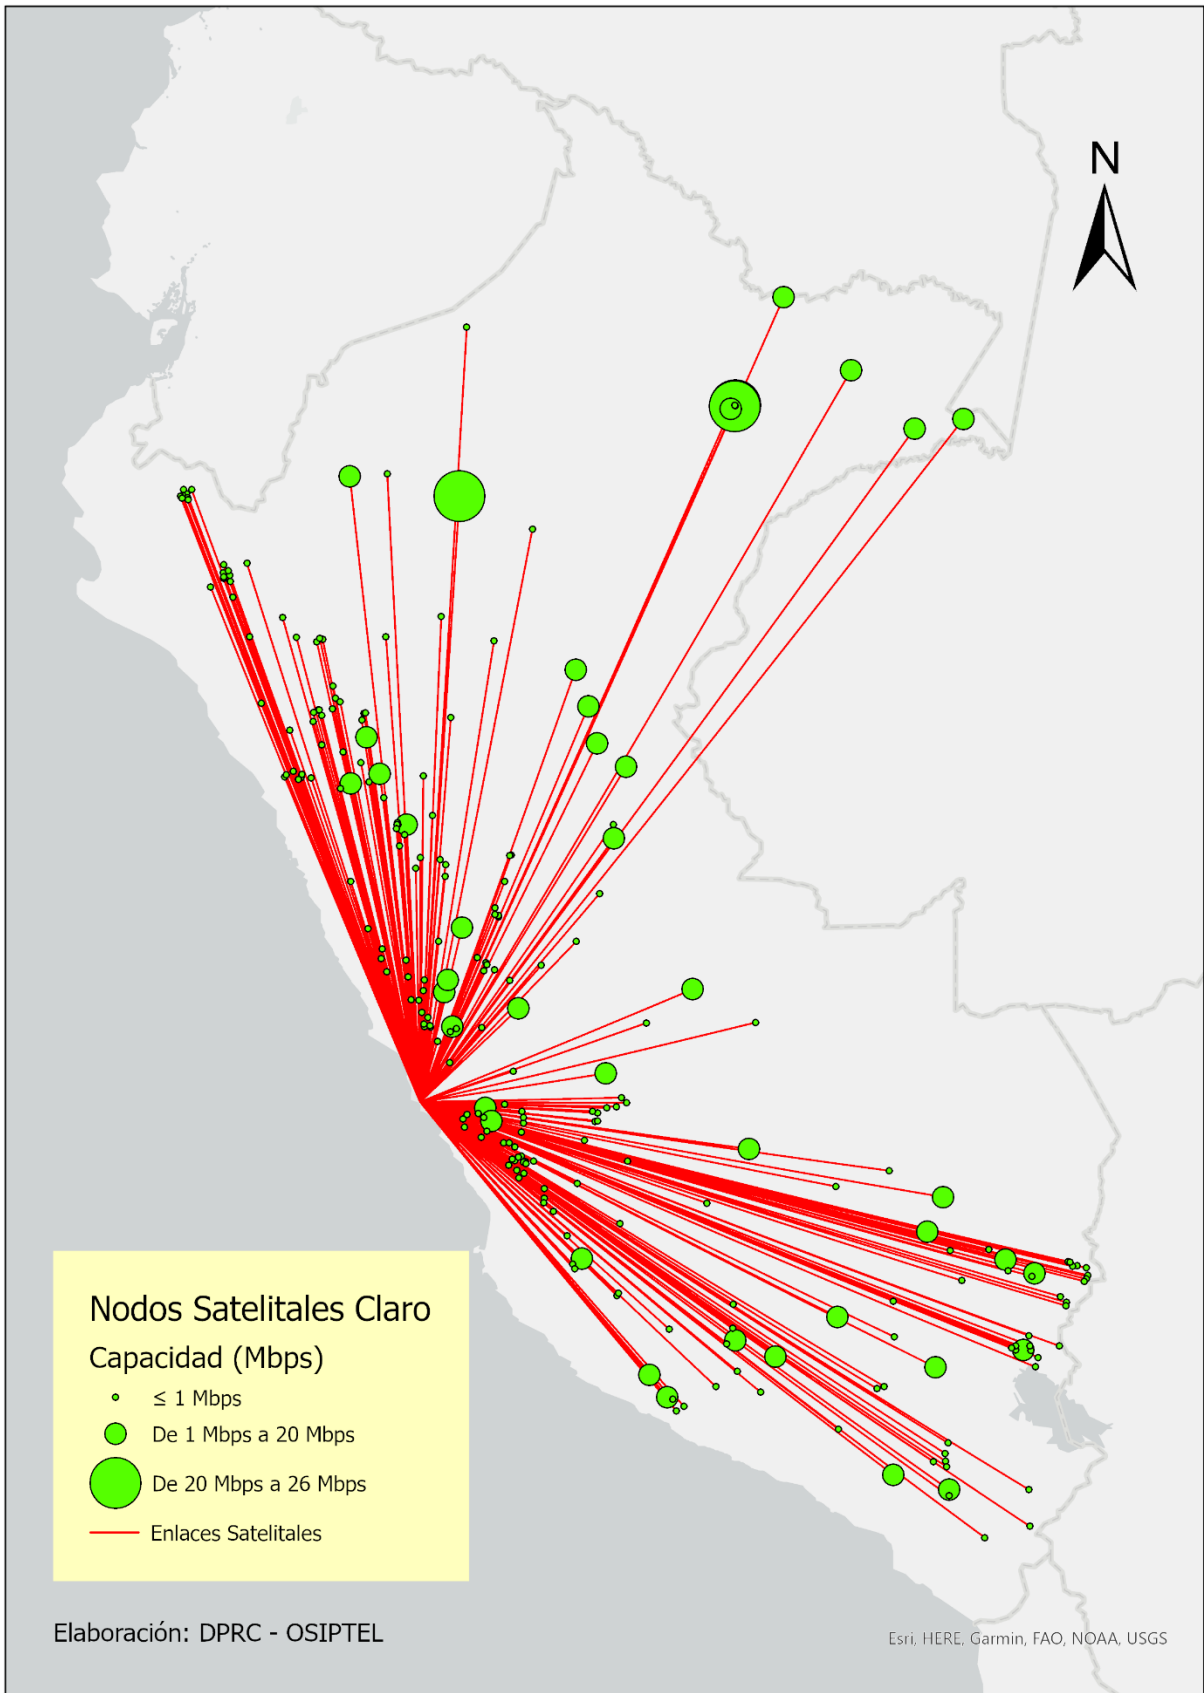 N
Nodos Satelitales Claro
Capacidad (Mbps)
≤ 1 Mbps
De 1 Mbps a 20 Mbps
De 20 Mbps a 26 Mbps
Enlaces Satelitales
Elaboración: DPRC - OSIPTEL
Esri, HERE, Garmin, FAO, NOAA, USGS